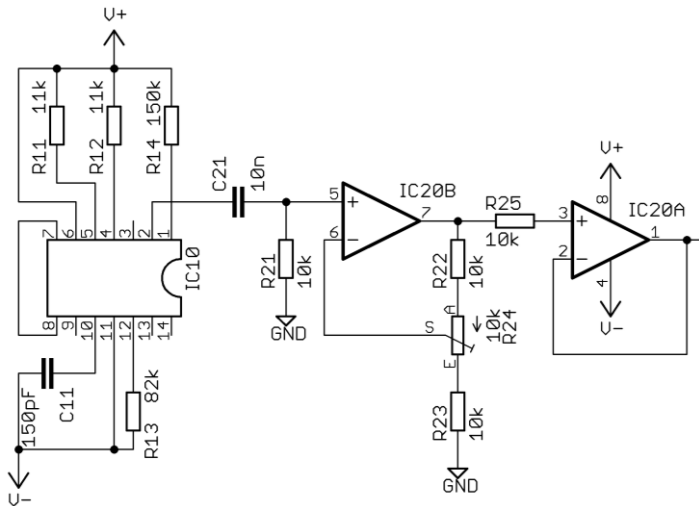 V+
11k
11k
150k
R11
R12
R14
C21
10n
7
6
5
4
3
2
1
IC10
8
9
10
11
12
13
14
150pF
C11
82k
R13
V-
R21
10k
GND
5
+
6
-
7
IC20B
R22
10k
A
S
E
10k
R24
R23
10k
GND
R25
10k
V+
8
3
+
2
-
1
IC20A
4
V-